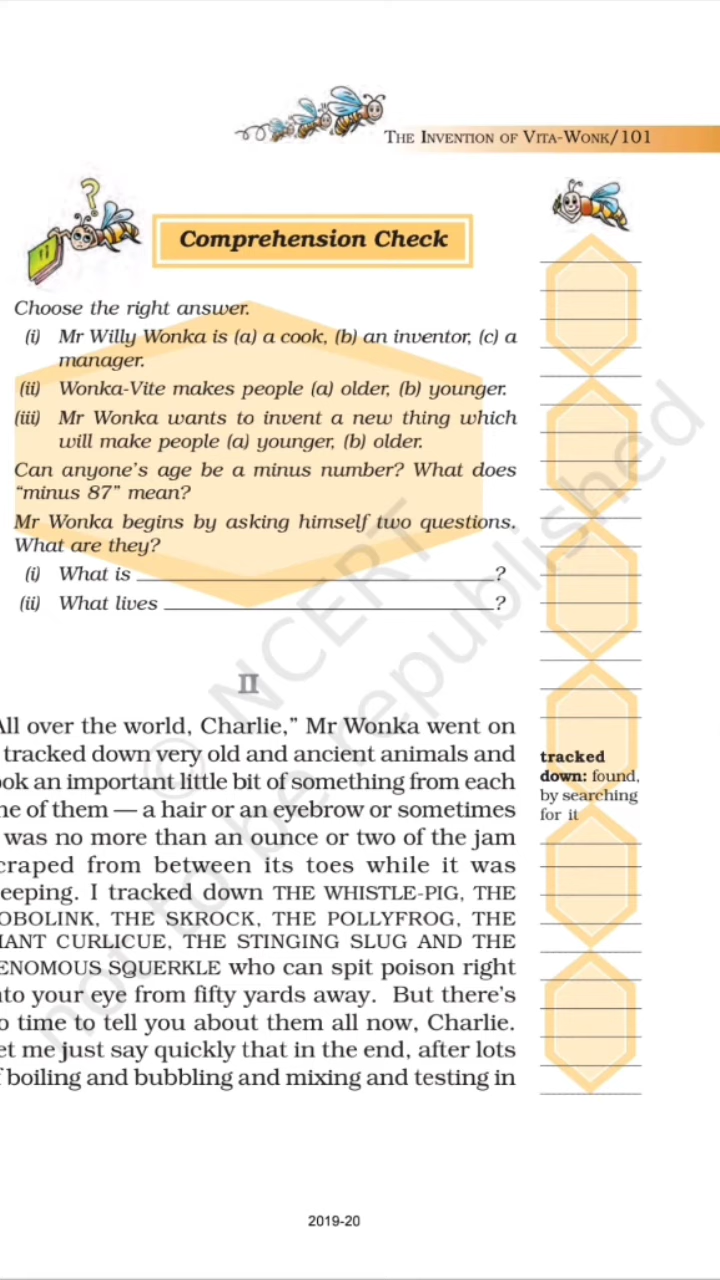 THE INVENTION OF VITA-WONK/101
Comprehension Check
Choose the right answer.
(i) Mr Willy Wonka is (a) a cook, (b) an inventor, (c) a
manager.
(ii) Wonka-Vite makes people (a) older, (b) younger.
(iii) Mr Wonka wants to invent a new thing which
will make people (a) younger, (b) older.
Can anyone's age be a minus number? What does
“minus 87” mean?
Mr Wonka begins by asking himself two questions.
What are they?
(i) What is ______________________?
(ii) What lives ____________________?
II
All over the world, Charlie,” Mr Wonka went on
tracked down very old and ancient animals and
ok an important little bit of something from each
ne of them — a hair or an eyebrow or sometimes
was no more than an ounce or two of the jam
craped from between its toes while it was
eeping. I tracked down THE WHISTLE-PIG, THE
OBOLINK, THE SKROCK, THE POLLYFROG, THE
IANT CURLICUE, THE STINGING SLUG AND THE
ENOMOUS SQUERKLE who can spit poison right
to your eye from fifty yards away. But there's
o time to tell you about them all now, Charlie.
et me just say quickly that in the end, after lots
f boiling and bubbling and mixing and testing in
tracked
down: found,
by searching
for it
© NCERT
not to be republished
2019-20